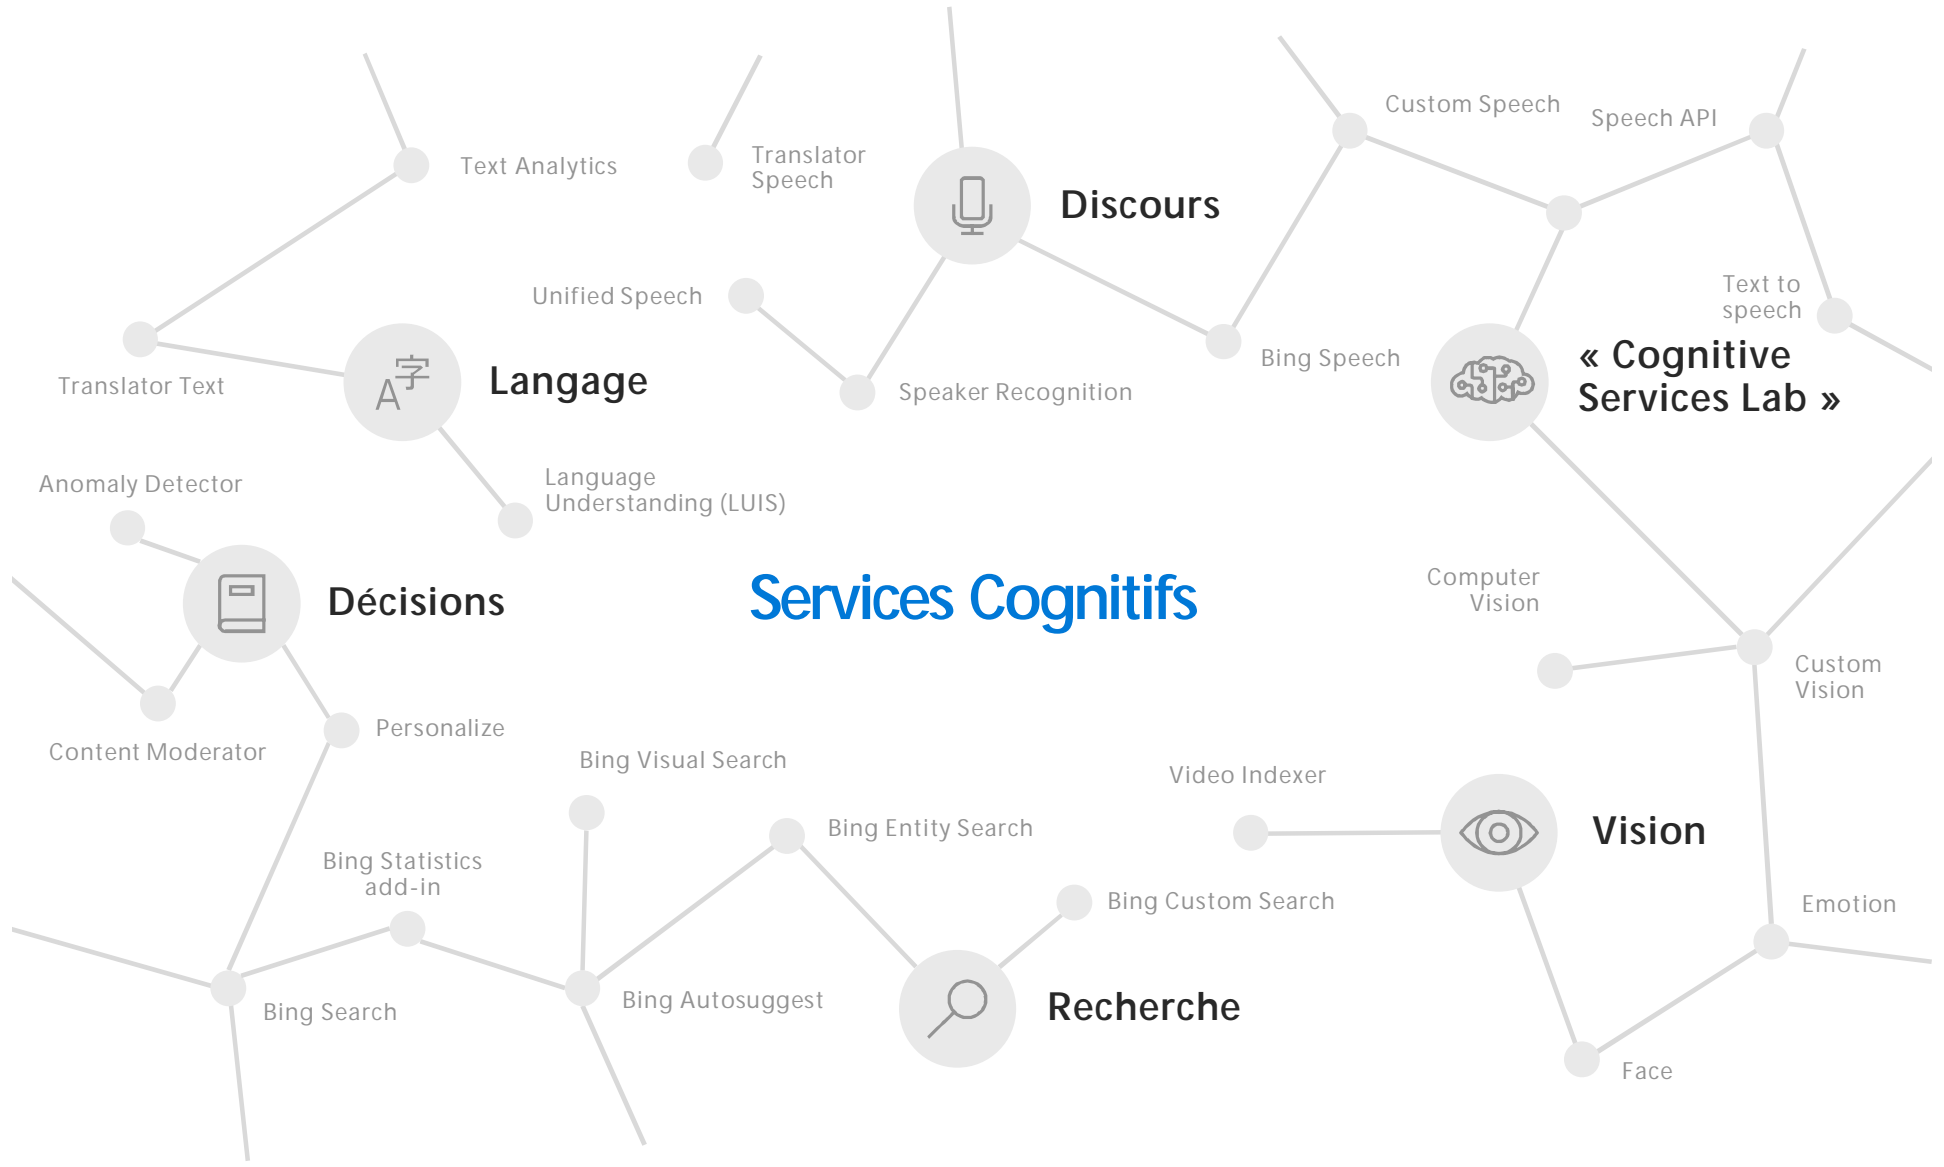 Custom Speech
Speech API
Text Analytics
Translator
Speech
Discours
Unified Speech
Text to
speech
Bing Speech
« Cognitive
Services Lab »
Translator Text
Langage
Speaker Recognition
Anomaly Detector
Language
Understanding (LUIS)
Décisions
Services Cognitifs
Computer
Vision
Custom
Vision
Content Moderator
Personalize
Bing Visual Search
Video Indexer
Bing Entity Search
Vision
Bing Statistics
add-in
Bing Custom Search
Emotion
Bing Search
Bing Autosuggest
Recherche
Face
字
A